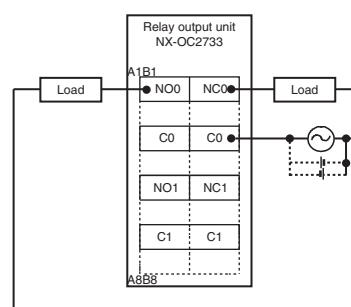 Relay output unit
NX-OC2733
A1B1
Load NO0 NC0 Load
C0 C0
NO1 NC1
C1 C1
A8B8